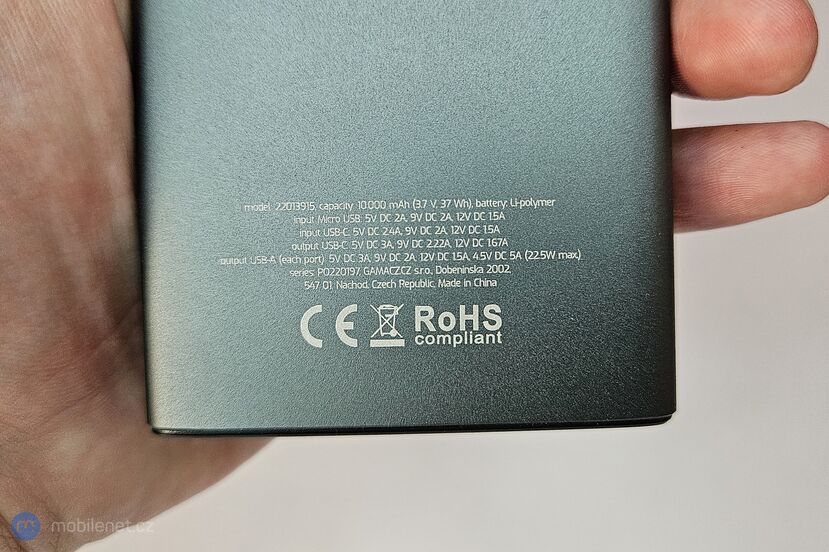 model: 22013915, capacity: 10.000 mAh (3.7 V, 37 Wh), battery: Li-polymer
input Micro USB: 5V DC 2A, 9V DC 2A, 12V DC 1.5A
input USB-C: 5V DC 2.4A, 9V DC 2A, 12V DC 1.5A
output USB-C: 5V DC 3A, 9V DC 2.22A, 12V DC 1.67A
output USB-A (each port): 5V DC 3A, 9V DC 2A, 12V DC 1.5A, 4.5V DC 5A (22.5W max.)
series: PO220197, GAMACZCZ s.r.o., Dobeninska 2002,
547 01 Nachod, Czech Republic, Made in China
CE RoHS
compliant
mobilenet.cz